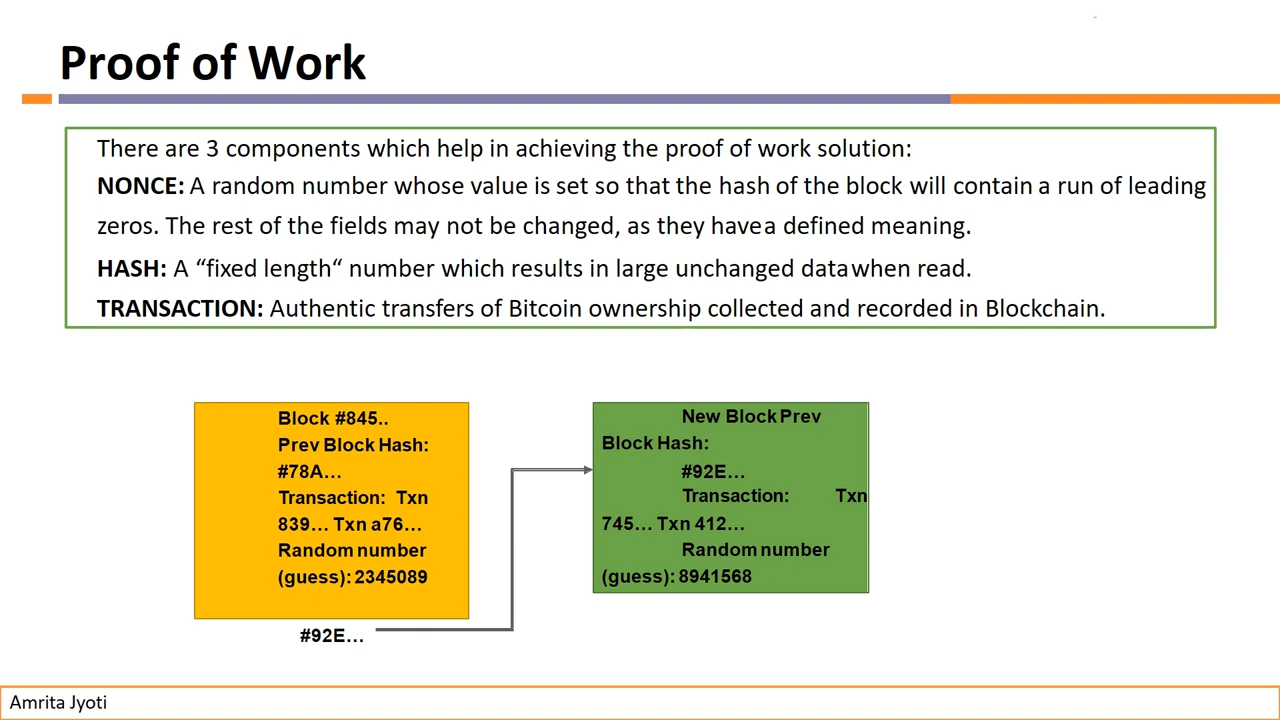 Proof of Work
There are 3 components which help in achieving the proof of work solution:
NONCE: A random number whose value is set so that the hash of the block will contain a run of leading
zeros. The rest of the fields may not be changed, as they have a defined meaning.
HASH: A “fixed length“ number which results in large unchanged data when read.
TRANSACTION: Authentic transfers of Bitcoin ownership collected and recorded in Blockchain.
Block #845..
Prev Block Hash:
#78A…
Transaction: Txn
839… Txn a76…
Random number
(guess): 2345089
#92E…
New Block Prev
Block Hash:
#92E…
Transaction: Txn
745… Txn 412…
Random number
(guess): 8941568
Amrita Jyoti